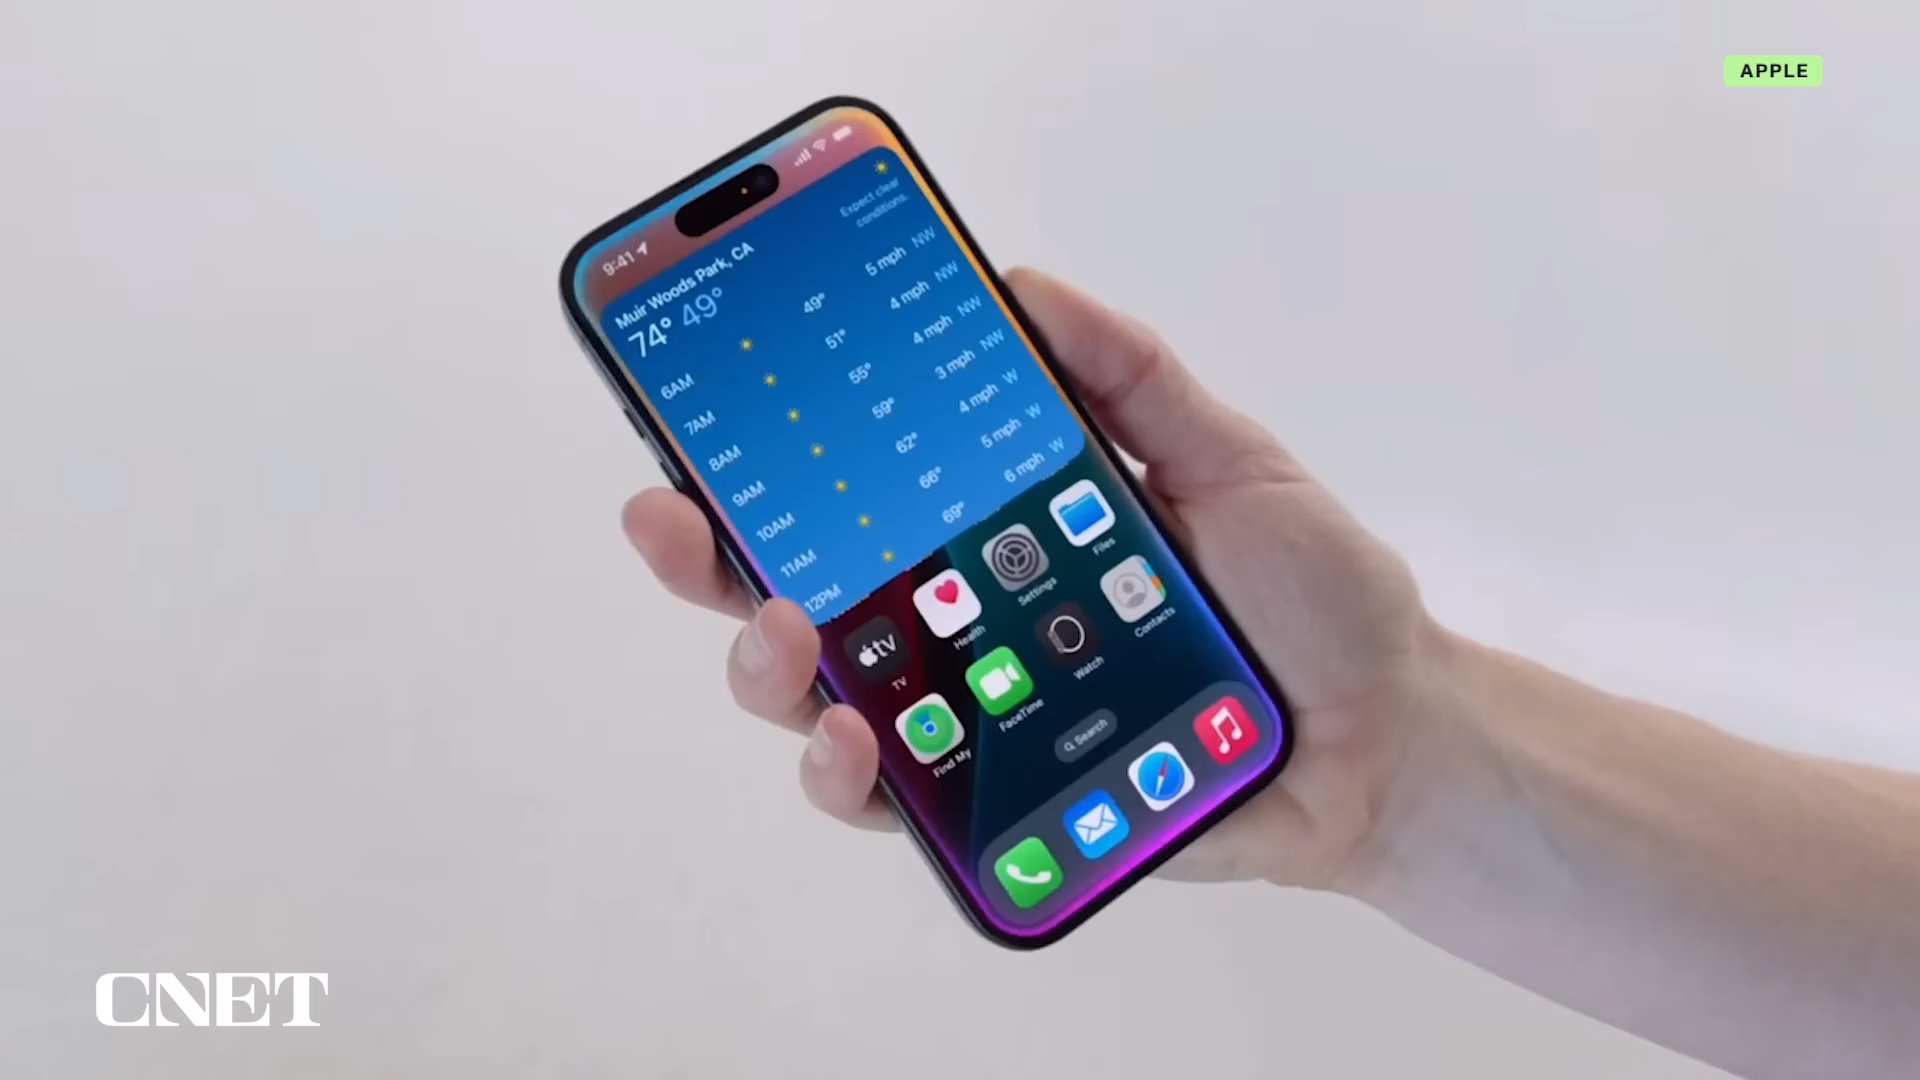 APPLE
9:41
Expect clear
conditions.
Muir Woods Park, CA
74° 49°
6AM 49° 5 mph NW
7AM 51° 4 mph NW
8AM 55° 4 mph NW
9AM 59° 3 mph NW
10AM 62° 4 mph W
11AM 66° 5 mph W
12PM 69° 6 mph W
tv
TV
Health
Settings
Files
Find My
FaceTime
Watch
Contacts
Search
CNET